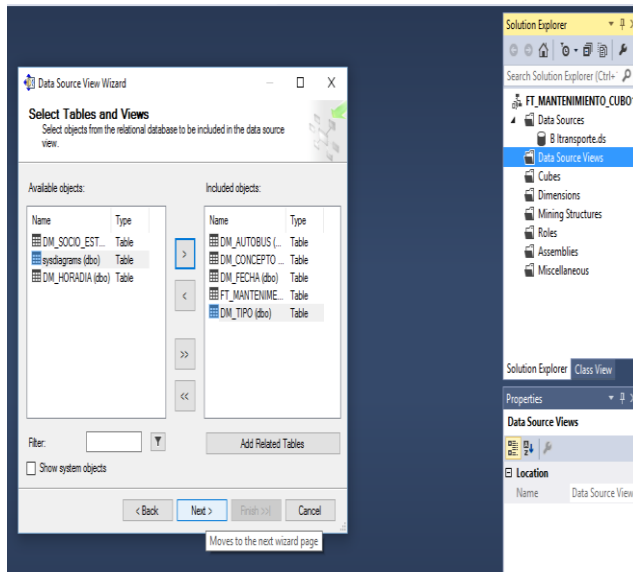 Data Source View Wizard
Select Tables and Views
Select objects from the relational database to be included in the data source
view.
Available objects:
Name Type
DM_SOCIO_EST... Table
sysdiagrams (dbo) Table
DM_HORADIA (dbo) Table
>
<
>>
<<
Included objects:
Name Type
DM_AUTOBUS (... Table
DM_CONCEPTO ... Table
DM_FECHA (dbo) Table
FT_MANTENIME... Table
DM_TIPO (dbo) Table
Filter:
Add Related Tables
Show system objects
< Back
Next >
Finish >>|
Cancel
Moves to the next wizard page
Solution Explorer
Search Solution Explorer (Ctrl+
FT_MANTENIMIENTO_CUBO
Data Sources
B Itransporte.ds
Data Source Views
Cubes
Dimensions
Mining Structures
Roles
Assemblies
Miscellaneous
Solution Explorer Class View
Properties
Data Source Views
Location
Name Data Source View